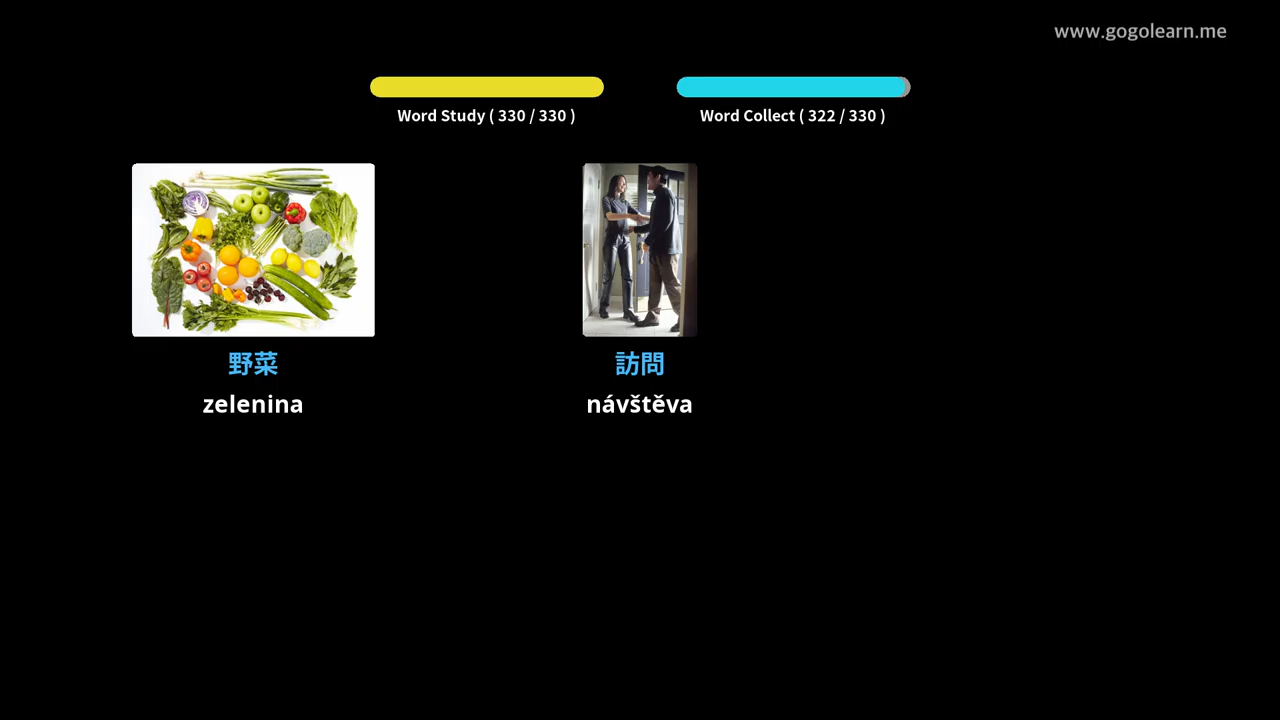 www.gogolearn.me
Word Study ( 330 / 330 )
Word Collect ( 322 / 330 )
野菜
zelenina
訪問
návštěva